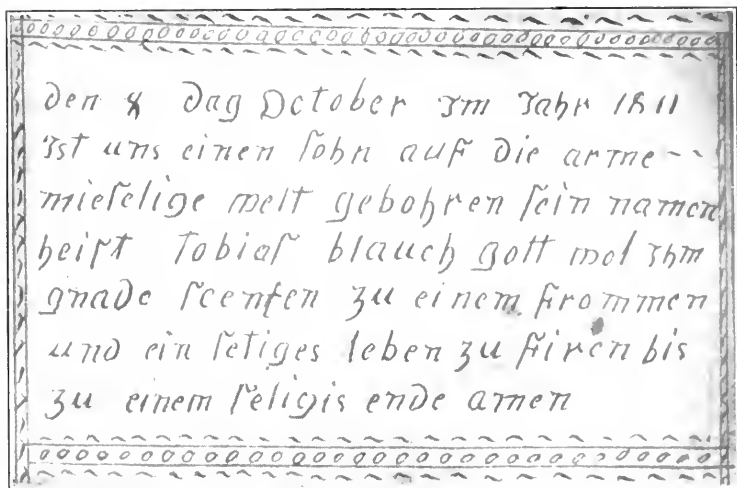 den 8 dag October Im Jahr 1811
Ist uns einen sohn auf die arme--
mieselige welt gebohren sein namen
heist Tobias blauch gott wol Ihm
gnade scenken zu einem frommen
und ein seliges leben zu firen bis
zu einem seligis ende amen